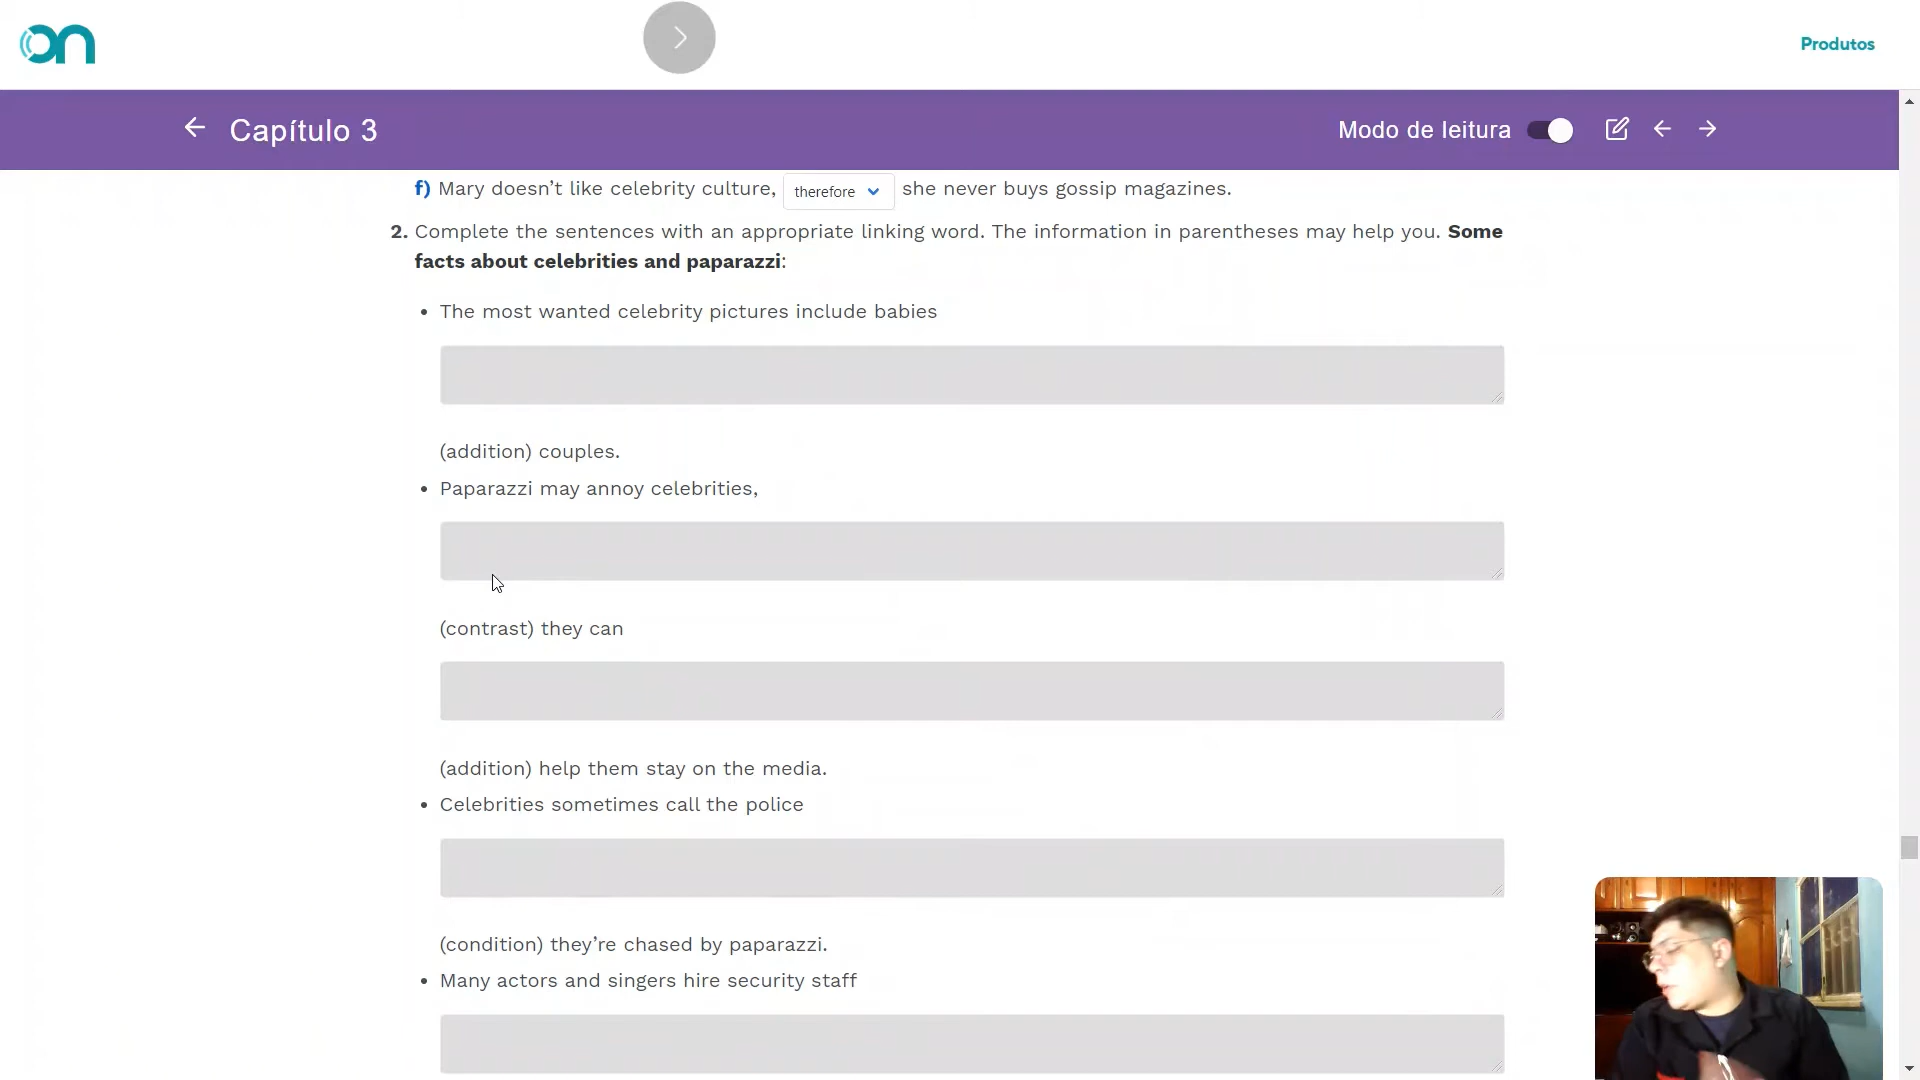 on
Produtos
Capítulo 3
Modo de leitura
f) Mary doesn’t like celebrity culture, therefore she never buys gossip magazines.
2. Complete the sentences with an appropriate linking word. The information in parentheses may help you. Some
facts about celebrities and paparazzi:
• The most wanted celebrity pictures include babies
(addition) couples.
• Paparazzi may annoy celebrities,
(contrast) they can
(addition) help them stay on the media.
• Celebrities sometimes call the police
(condition) they’re chased by paparazzi.
• Many actors and singers hire security staff